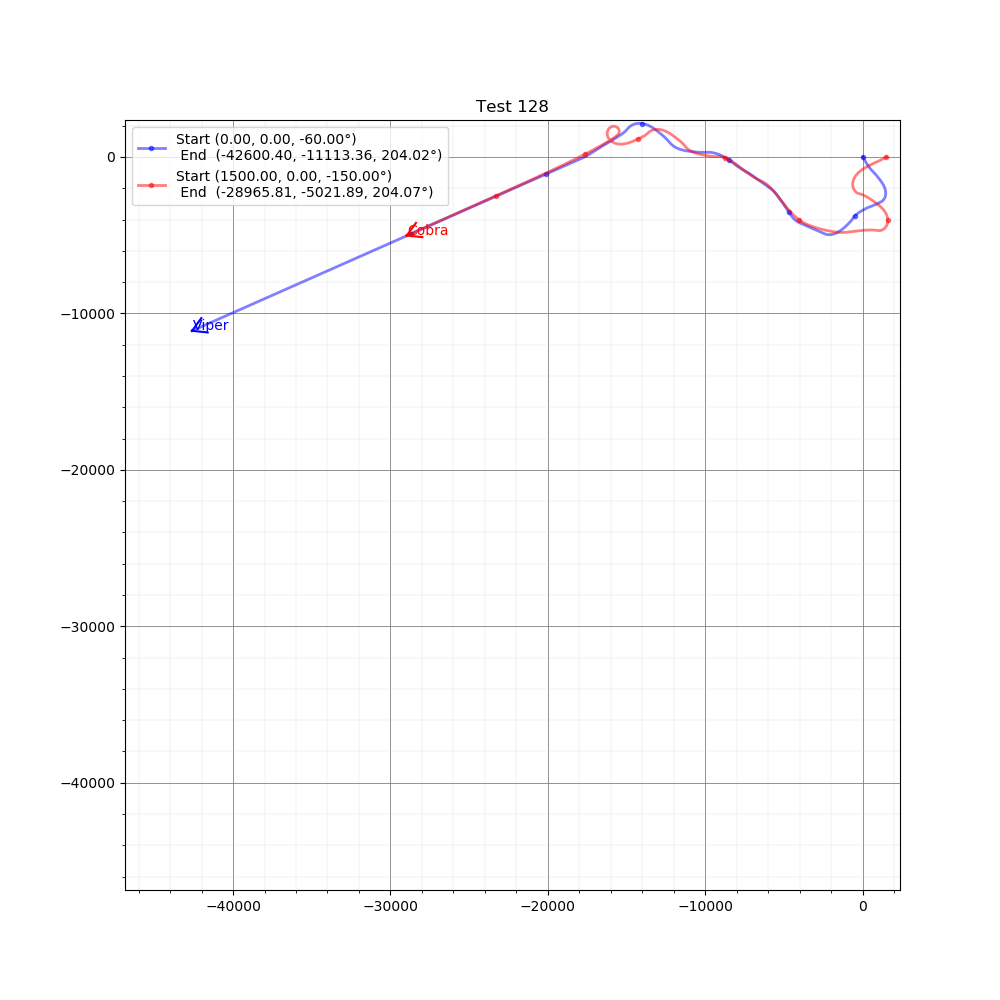 Test 128
Start (0.00, 0.00, -60.00°)
End (-42600.40, -11113.36, 204.02°)
Start (1500.00, 0.00, -150.00°)
End (-28965.81, -5021.89, 204.07°)
0
−10000
−20000
−30000
−40000
Cobra
Viper
−40000
−30000
−20000
−10000
0